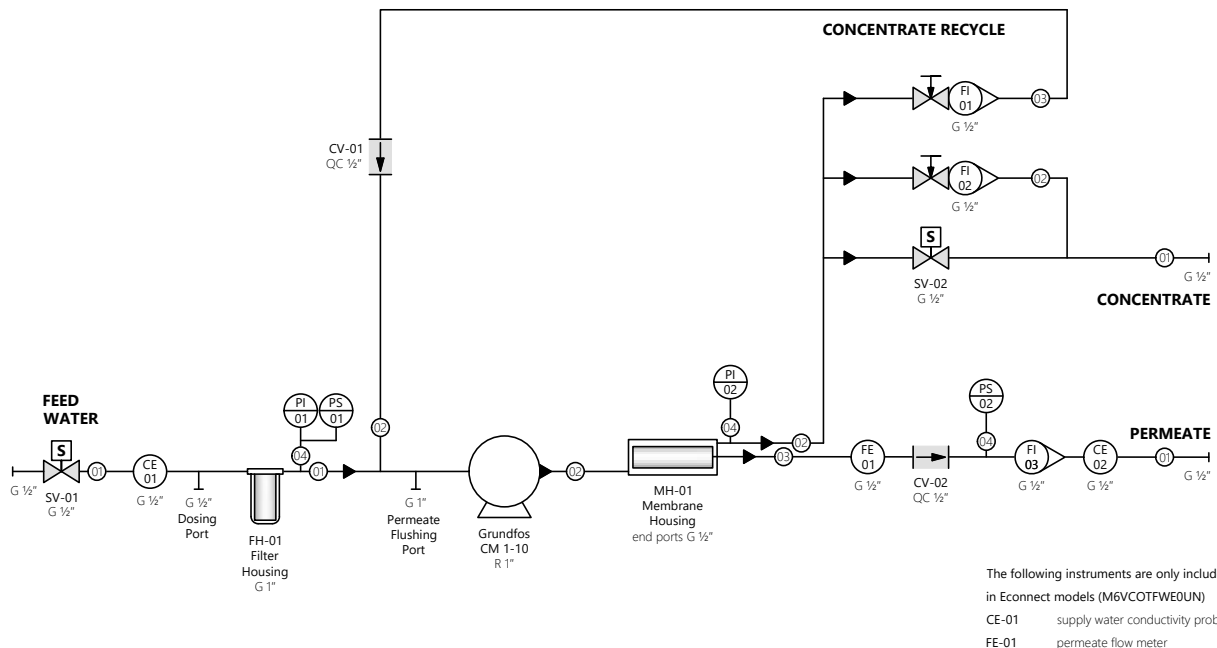 CONCENTRATE RECYCLE
FI
01
G ½"
03
CV-01
QC ½"
FI
02
G ½"
02
S
SV-02
G ½"
01
G ½"
CONCENTRATE
FEED
WATER
S
G ½"
SV-01
G ½"
01
CE
01
G ½"
G ½"
Dosing
Port
FH-01
Filter
Housing
G 1"
PI
01
PS
01
04
01
02
G 1"
Permeate
Flushing
Port
Grundfos
CM 1-10
R 1"
02
MH-01
Membrane
Housing
end ports G ½"
PI
02
04
02
03
FE
01
G ½"
CV-02
QC ½"
PS
02
04
FI
03
G ½"
CE
02
G ½"
PERMEATE
01
G ½"
The following instruments are only includ
in Econnect models (M6VCOTFWE0UN)
CE-01 supply water conductivity prob
FE-01 permeate flow meter